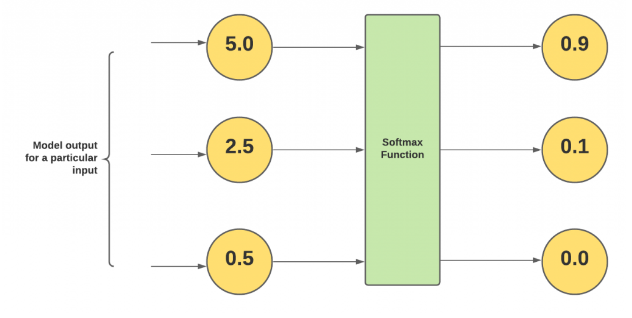 5.0
0.9
Model output
for a particular
input
2.5
Softmax
Function
0.1
0.5
0.0